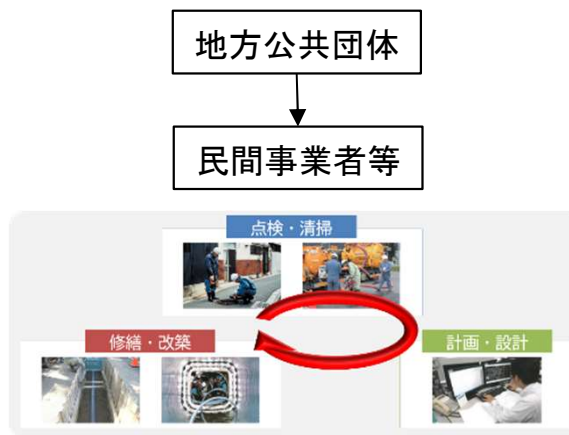 地方公共団体
民間事業者等
点検・清掃
修繕・改築
計画・設計